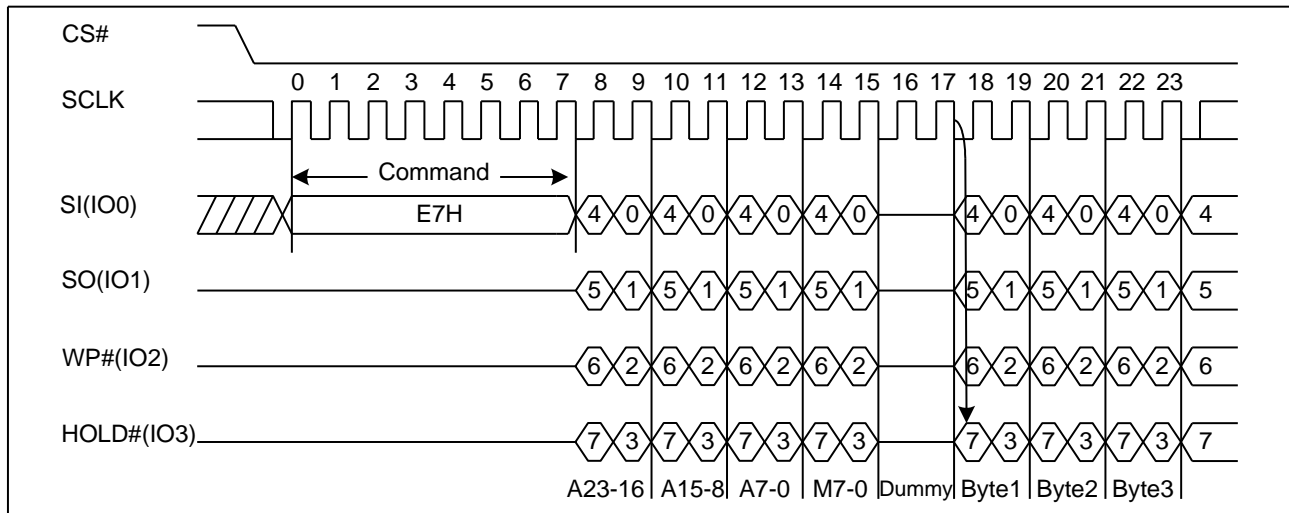 CS#
0 1 2 3 4 5 6 7 8 9 10 11 12 13 14 15 16 17 18 19 20 21 22 23
SCLK
Command
SI(IO0) E7H 4 0 4 0 4 0 4 0 4 0 4 0 4 0 4
SO(IO1) 5 1 5 1 5 1 5 1 5 1 5 1 5 1 5
WP#(IO2) 6 2 6 2 6 2 6 2 6 2 6 2 6 2 6
HOLD#(IO3) 7 3 7 3 7 3 7 3 7 3 7 3 7 3 7
A23-16 A15-8 A7-0 M7-0 Dummy Byte1 Byte2 Byte3